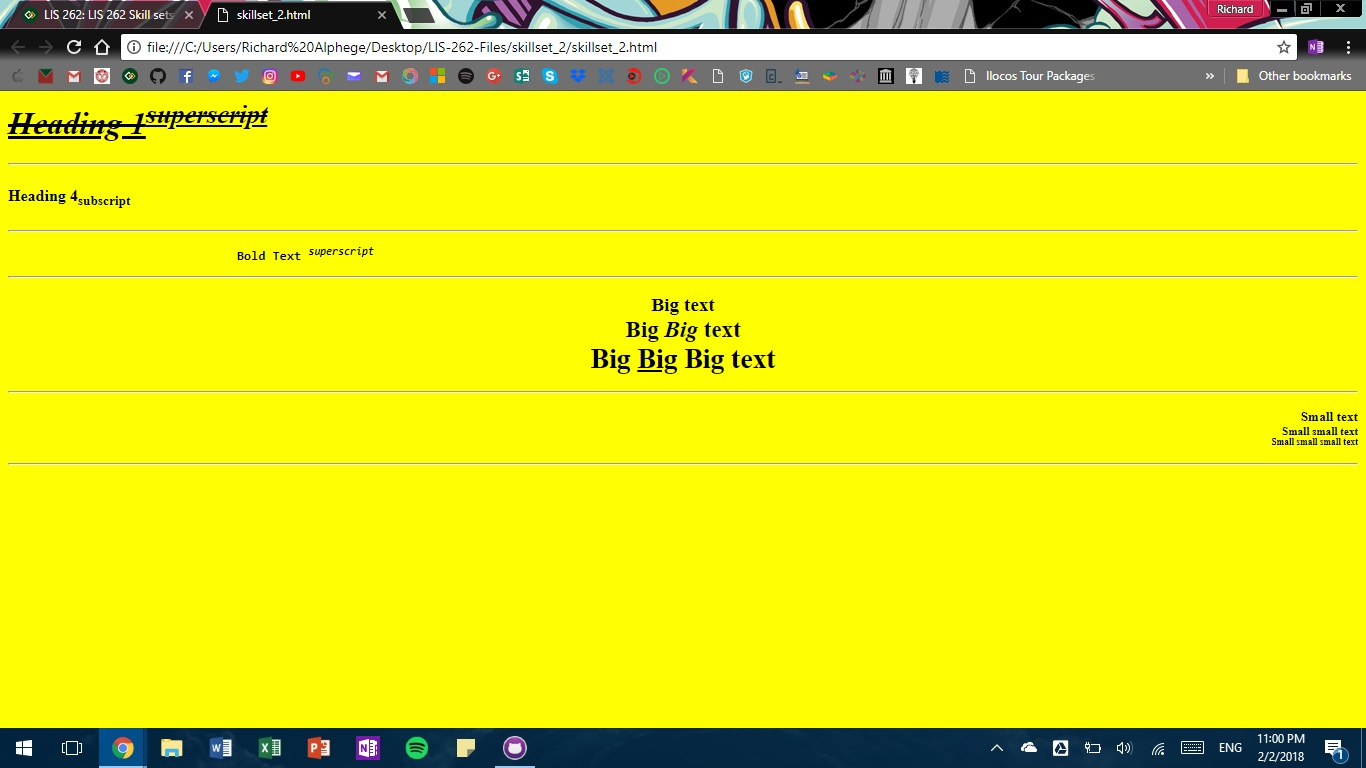 LIS 262: LIS 262 Skill sets
skillset_2.html
Richard
file:///C:/Users/Richard%20Alphege/Desktop/LIS-262-Files/skillset_2/skillset_2.html
Ilocos Tour Packages
»
Other bookmarks
Heading 1superscript
Heading 4subscript
Bold Text superscript
Big text
Big Big text
Big Big Big text
Small text
Small small text
Small small small text
ENG
11:00 PM
2/2/2018
1